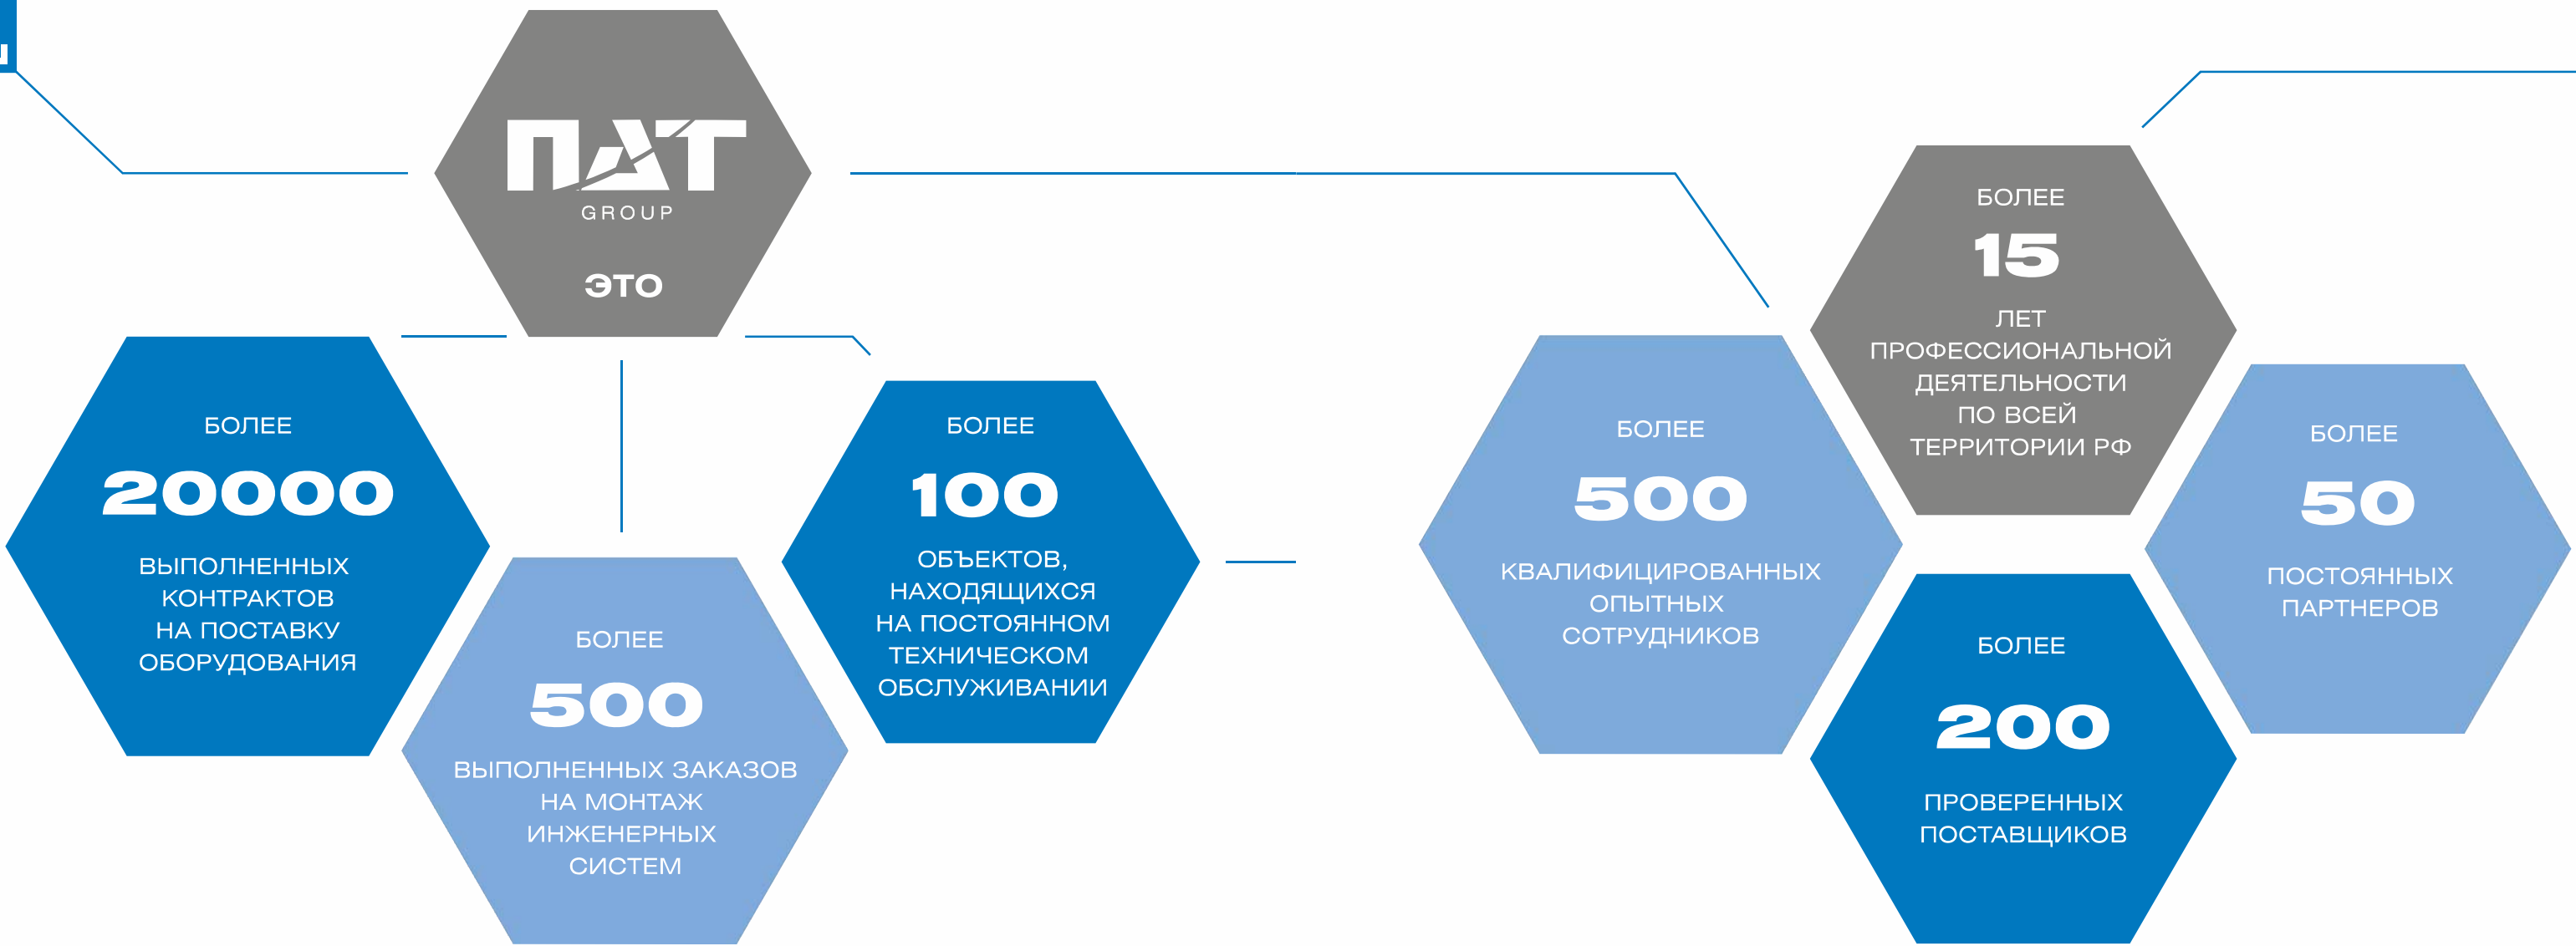 ПАТ
GROUP
ЭТО
БОЛЕЕ
20000
ВЫПОЛНЕННЫХ
КОНТРАКТОВ
НА ПОСТАВКУ
ОБОРУДОВАНИЯ
БОЛЕЕ
500
ВЫПОЛНЕННЫХ ЗАКАЗОВ
НА МОНТАЖ
ИНЖЕНЕРНЫХ
СИСТЕМ
БОЛЕЕ
100
ОБЪЕКТОВ,
НАХОДЯЩИХСЯ
НА ПОСТОЯННОМ
ТЕХНИЧЕСКОМ
ОБСЛУЖИВАНИИ
БОЛЕЕ
500
КВАЛИФИЦИРОВАННЫХ
ОПЫТНЫХ
СОТРУДНИКОВ
БОЛЕЕ
15
ЛЕТ
ПРОФЕССИОНАЛЬНОЙ
ДЕЯТЕЛЬНОСТИ
ПО ВСЕЙ
ТЕРРИТОРИИ РФ
БОЛЕЕ
200
ПРОВЕРЕННЫХ
ПОСТАВЩИКОВ
БОЛЕЕ
50
ПОСТОЯННЫХ
ПАРТНЕРОВ